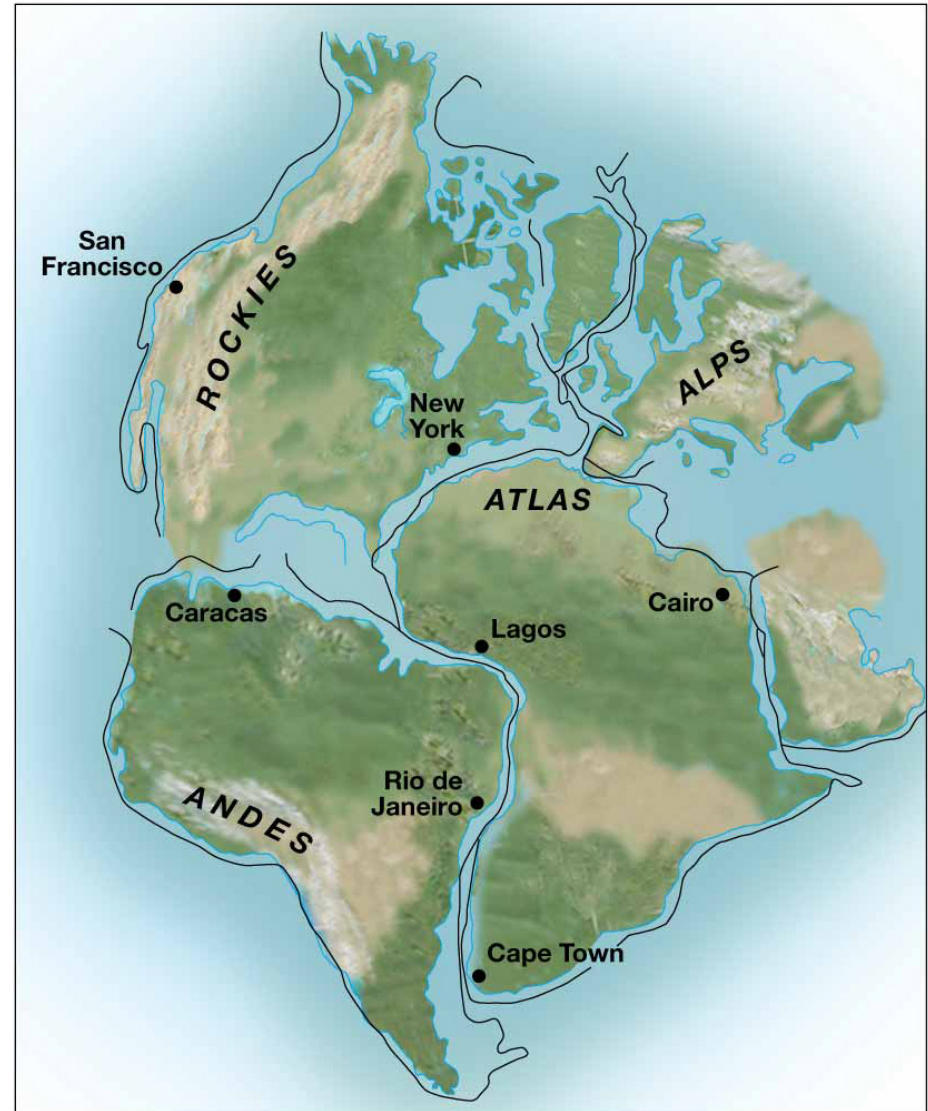 San
Francisco
ROCKIES
ALPS
New
York
ATLAS
Caracas
Cairo
Lagos
Rio de
Janeiro
ANDES
Cape Town